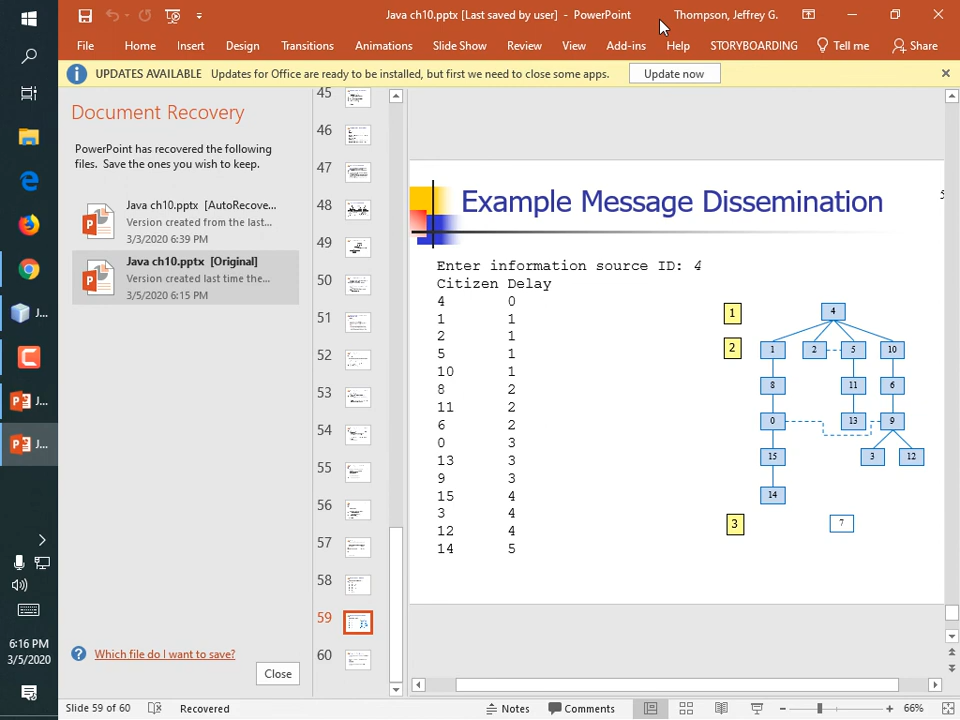 Java ch10.pptx [Last saved by user] - PowerPoint
Thompson, Jeffrey G.
File Home Insert Design Transitions Animations Slide Show Review View Add-ins Help STORYBOARDING Tell me Share
UPDATES AVAILABLE Updates for Office are ready to be installed, but first we need to close some apps. Update now
Document Recovery
PowerPoint has recovered the following
files. Save the ones you wish to keep.
Java ch10.pptx [AutoRecove...
Version created from the last...
3/3/2020 6:39 PM
Java ch10.pptx [Original]
Version created last time the...
3/5/2020 6:15 PM
Which file do I want to save?
Close
45
46
47
48
49
50
51
52
53
54
55
56
57
58
59
60
Example Message Dissemination
Enter information source ID: 4
Citizen Delay
4 0
1 1
2 1
5 1
10 1
8 2
11 2
6 2
0 3
13 3
9 3
15 4
3 4
12 4
14 5
1
2
3
4
1 2 5 10
8 11 6
0 13 9
15 3 12
14
7
J...
J...
J...
J...
6:16 PM
3/5/2020
Slide 59 of 60
Recovered
Notes
Comments
66%